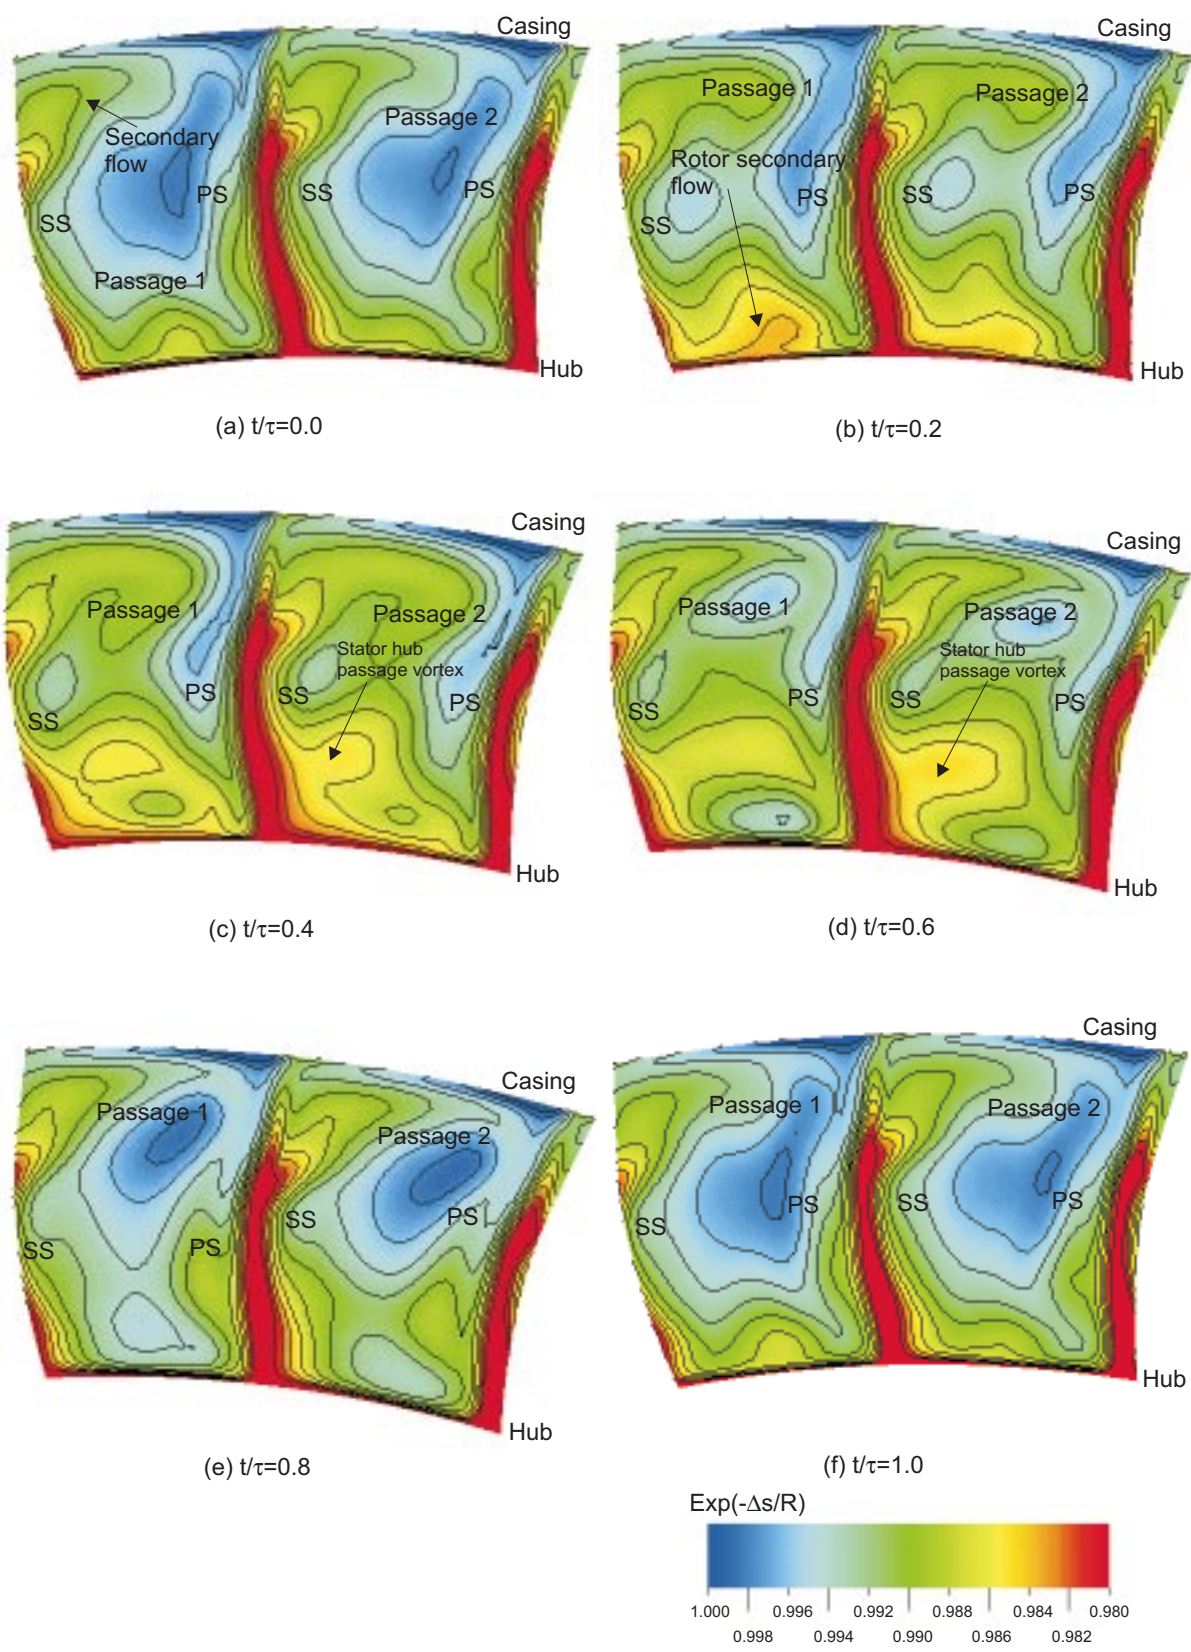 Casing
Passage 2
Secondary
flow
SS
PS
SS
PS
Passage 1
Hub
(a) t/τ=0.0
Casing
Passage 1
Passage 2
Rotor secondary
flow
SS
PS
SS
PS
Hub
(b) t/τ=0.2
Casing
Passage 1
Passage 2
Stator hub
passage vortex
SS
PS
SS
PS
Hub
(c) t/τ=0.4
Casing
Passage 1
Passage 2
Stator hub
passage vortex
SS
PS
SS
PS
Hub
(d) t/τ=0.6
Casing
Passage 1
Passage 2
SS
PS
SS
PS
Hub
(e) t/τ=0.8
Casing
Passage 1
Passage 2
SS
PS
SS
PS
Hub
(f) t/τ=1.0
Exp(-Δs/R)
1.000 0.996 0.992 0.988 0.984 0.980
0.998 0.994 0.990 0.986 0.982